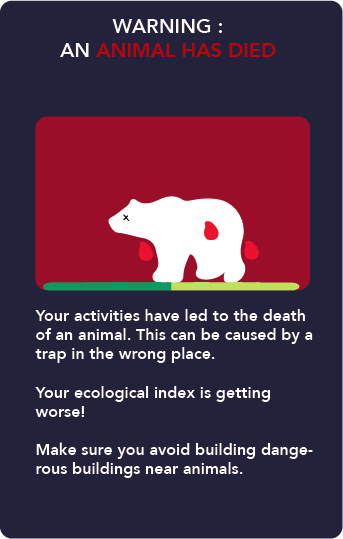 WARNING :
AN ANIMAL HAS DIED
Your activities have led to the death
of an animal. This can be caused by a
trap in the wrong place.
Your ecological index is getting
worse!
Make sure you avoid building dange-
rous buildings near animals.